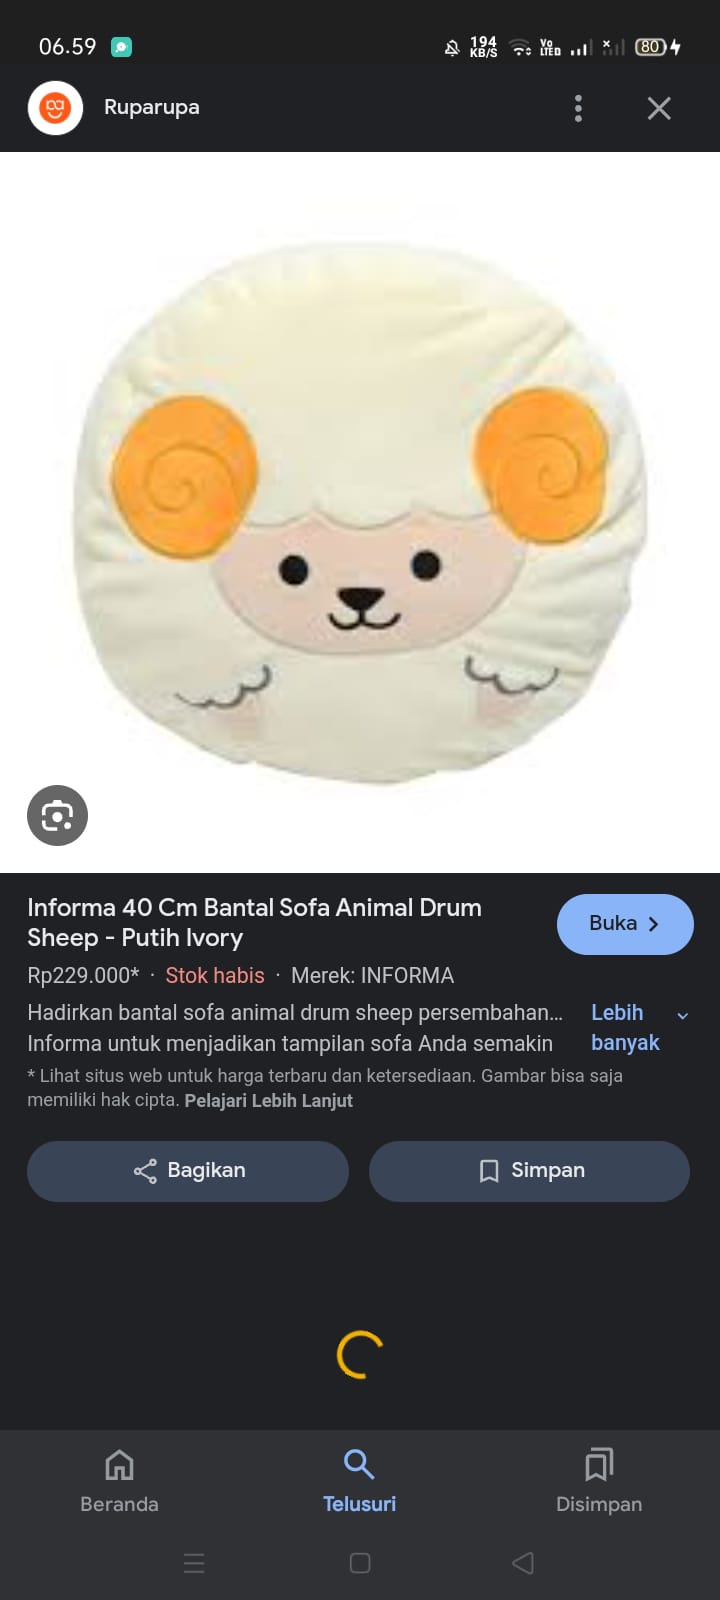 06.59
194 KB/S
Vo LTED
80
Ruparupa
Informa 40 Cm Bantal Sofa Animal Drum
Sheep - Putih Ivory
Buka
Rp229.000* · Stok habis · Merek: INFORMA
Hadirkan bantal sofa animal drum sheep persembahan...
Informa untuk menjadikan tampilan sofa Anda semakin
Lebih
banyak
* Lihat situs web untuk harga terbaru dan ketersediaan. Gambar bisa saja
memiliki hak cipta. Pelajari Lebih Lanjut
Bagikan
Simpan
Beranda
Telusuri
Disimpan